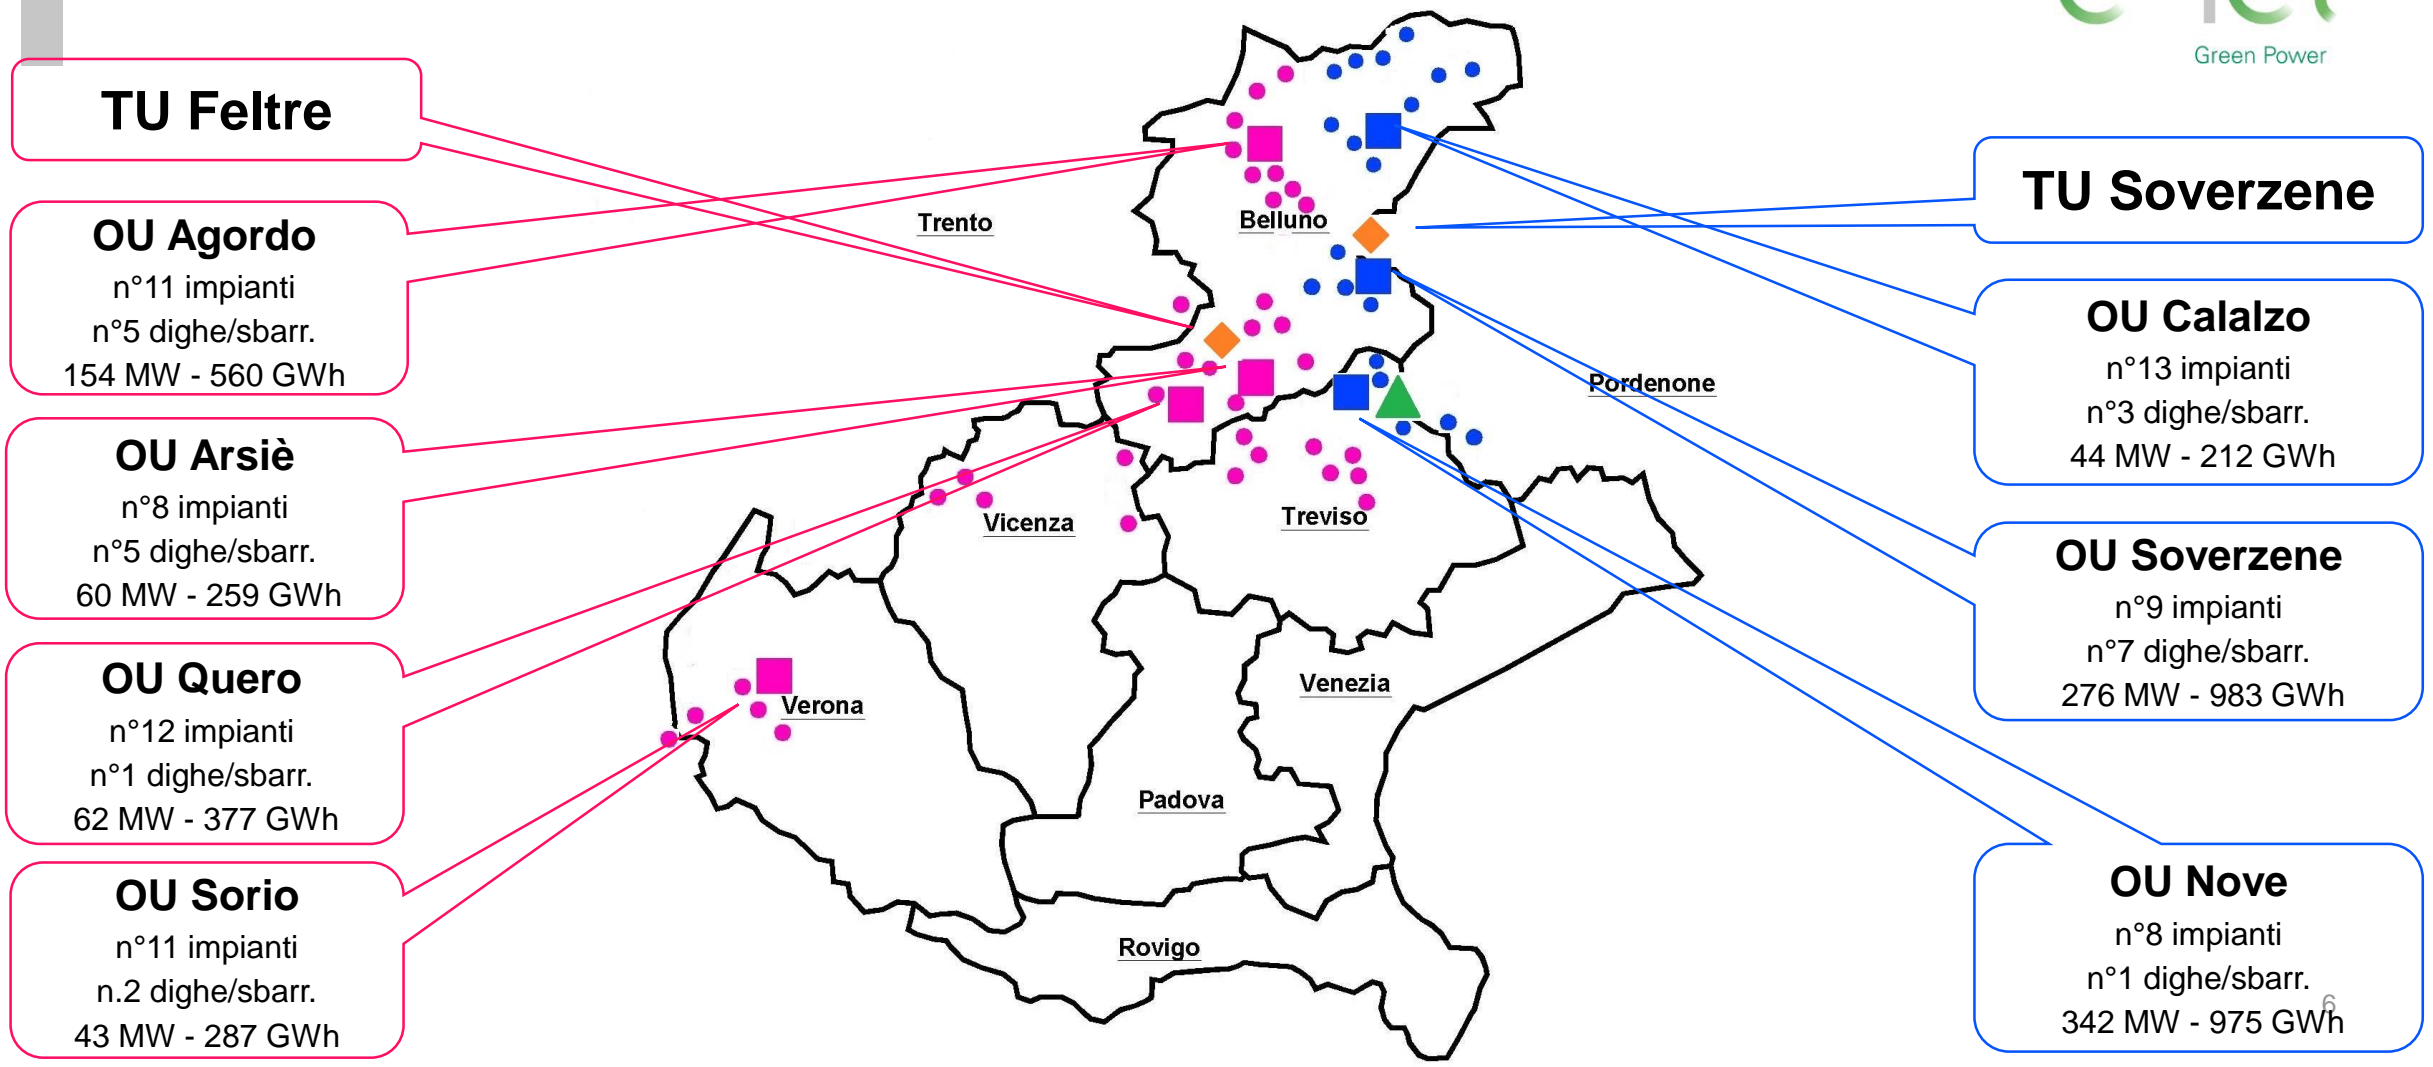 Green Power
TU Feltre
OU Agordo
n°11 impianti
n°5 dighe/sbarr.
154 MW - 560 GWh
OU Arsiè
n°8 impianti
n°5 dighe/sbarr.
60 MW - 259 GWh
OU Quero
n°12 impianti
n°1 dighe/sbarr.
62 MW - 377 GWh
OU Sorio
n°11 impianti
n.2 dighe/sbarr.
43 MW - 287 GWh
Trento
Belluno
Pordenone
Vicenza
Treviso
Verona
Venezia
Padova
Rovigo
TU Soverzene
OU Calalzo
n°13 impianti
n°3 dighe/sbarr.
44 MW - 212 GWh
OU Soverzene
n°9 impianti
n°7 dighe/sbarr.
276 MW - 983 GWh
OU Nove
n°8 impianti
n°1 dighe/sbarr.
342 MW - 975 GWh
6